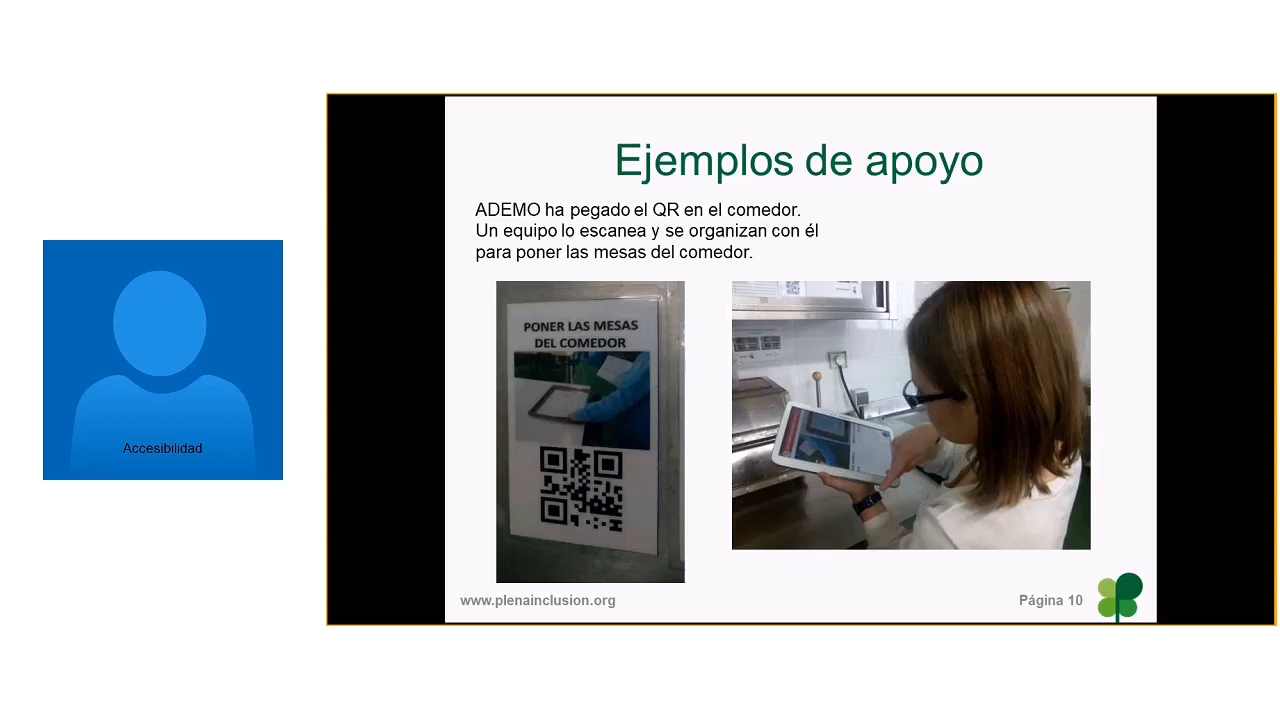 Ejemplos de apoyo
ADEMO ha pegado el QR en el comedor.
Un equipo lo escanea y se organizan con él
para poner las mesas del comedor.
PONER LAS MESAS
DEL COMEDOR
Accesibilidad
www.plenainclusion.org
Página 10